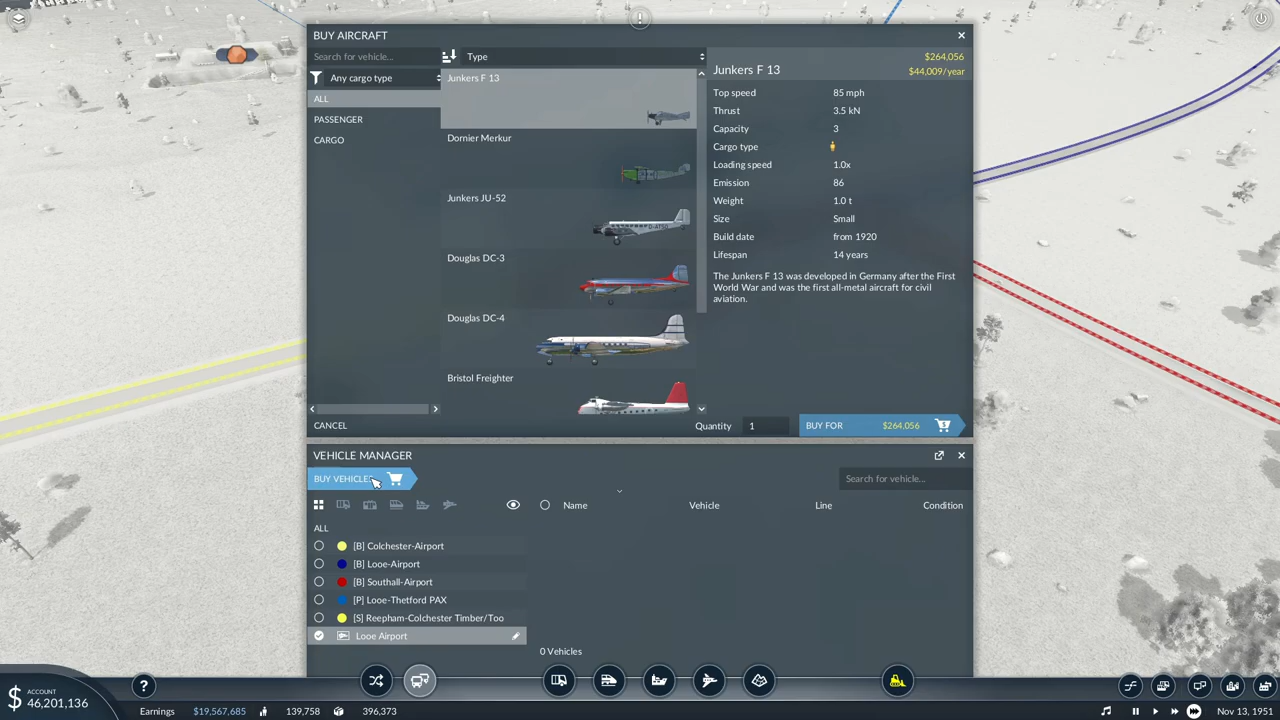 BUY AIRCRAFT
Search for vehicle...
Type
Any cargo type
ALL
PASSENGER
CARGO
Junkers F 13
Dornier Merkur
Junkers JU-52
Douglas DC-3
Douglas DC-4
Bristol Freighter
$264,056
Junkers F 13
$44,009/year
Top speed 85 mph
Thrust 3.5 kN
Capacity 3
Cargo type
Loading speed 1.0x
Emission 86
Weight 1.0 t
Size Small
Build date from 1920
Lifespan 14 years
The Junkers F 13 was developed in Germany after the First
World War and was the first all-metal aircraft for civil
aviation.
CANCEL
Quantity 1
BUY FOR $264,056
VEHICLE MANAGER
BUY VEHICLE
Search for vehicle...
Name Vehicle Line Condition
ALL
[B] Colchester-Airport
[B] Looe-Airport
[B] Southall-Airport
[P] Looe-Thetford PAX
[S] Reepham-Colchester Timber/Too
Looe Airport
0 Vehicles
$ ACCOUNT
46,201,136
?
Earnings $19,567,685 139,758 396,373
Nov 13, 1951